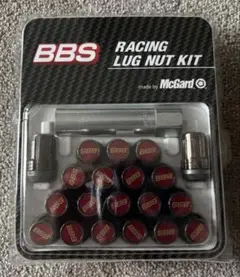 BBS
RACING
LUG NUT KIT
made by McGard